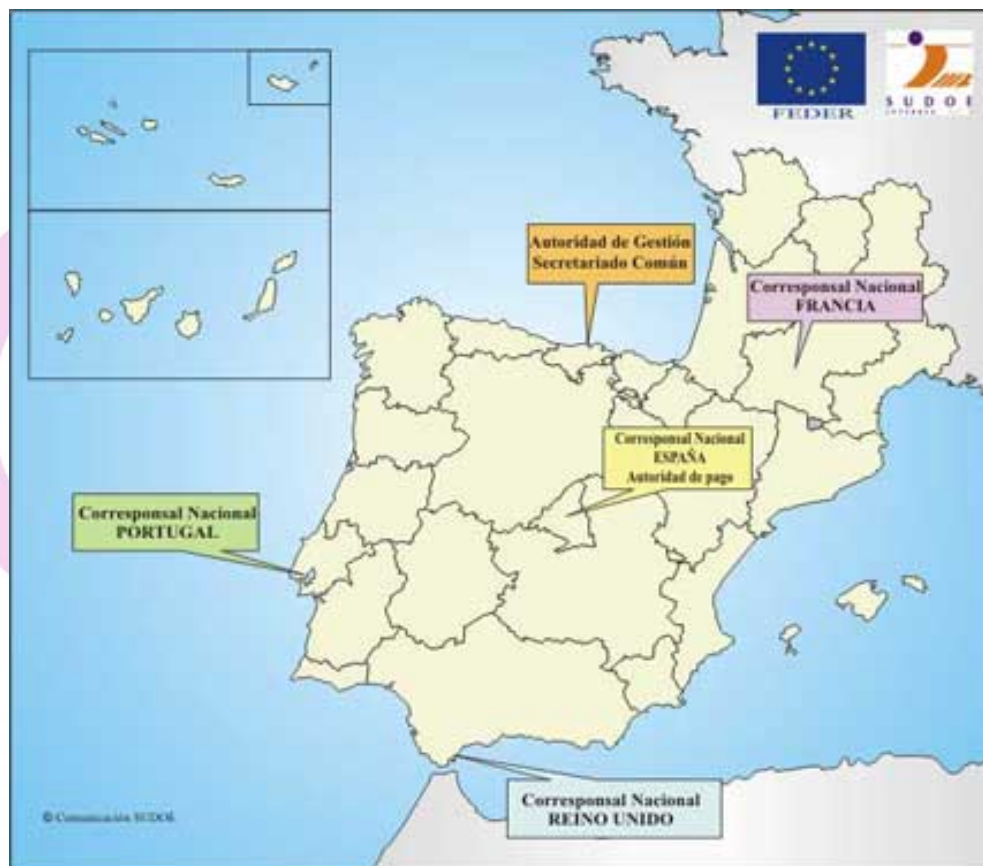 FEDER
SUDOE
INTERREG
Autoridad de Gestión
Secretariado Común
Corresponsal Nacional
FRANCIA
Corresponsal Nacional
ESPAÑA
Autoridad de pago
Corresponsal Nacional
PORTUGAL
Corresponsal Nacional
REINO UNIDO
© Comunicación SUDOE